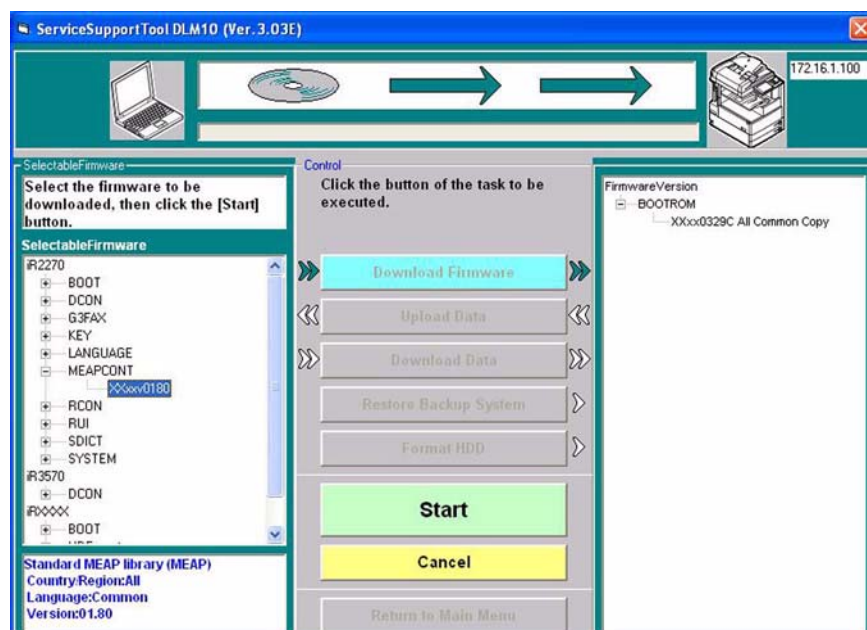 ServiceSupportTool DLM10 (Ver.3.03E)
172.16.1.100
SelectableFirmware
Select the firmware to be
downloaded, then click the [Start]
button.
SelectableFirmware
iR2270
BOOT
DCON
G3FAX
KEY
LANGUAGE
MEAPCONT
XXxxv0180
RCON
RUI
SDICT
SYSTEM
iR3570
DCON
iRXXXX
BOOT
Standard MEAP library (MEAP)
Country/Region:All
Language:Common
Version:01.80
Control
Click the button of the task to be
executed.
Download Firmware
Upload Data
Download Data
Restore Backup System
Format HDD
Start
Cancel
Return to Main Menu
FirmwareVersion
BOOTROM
XXxx0329C All Common Copy